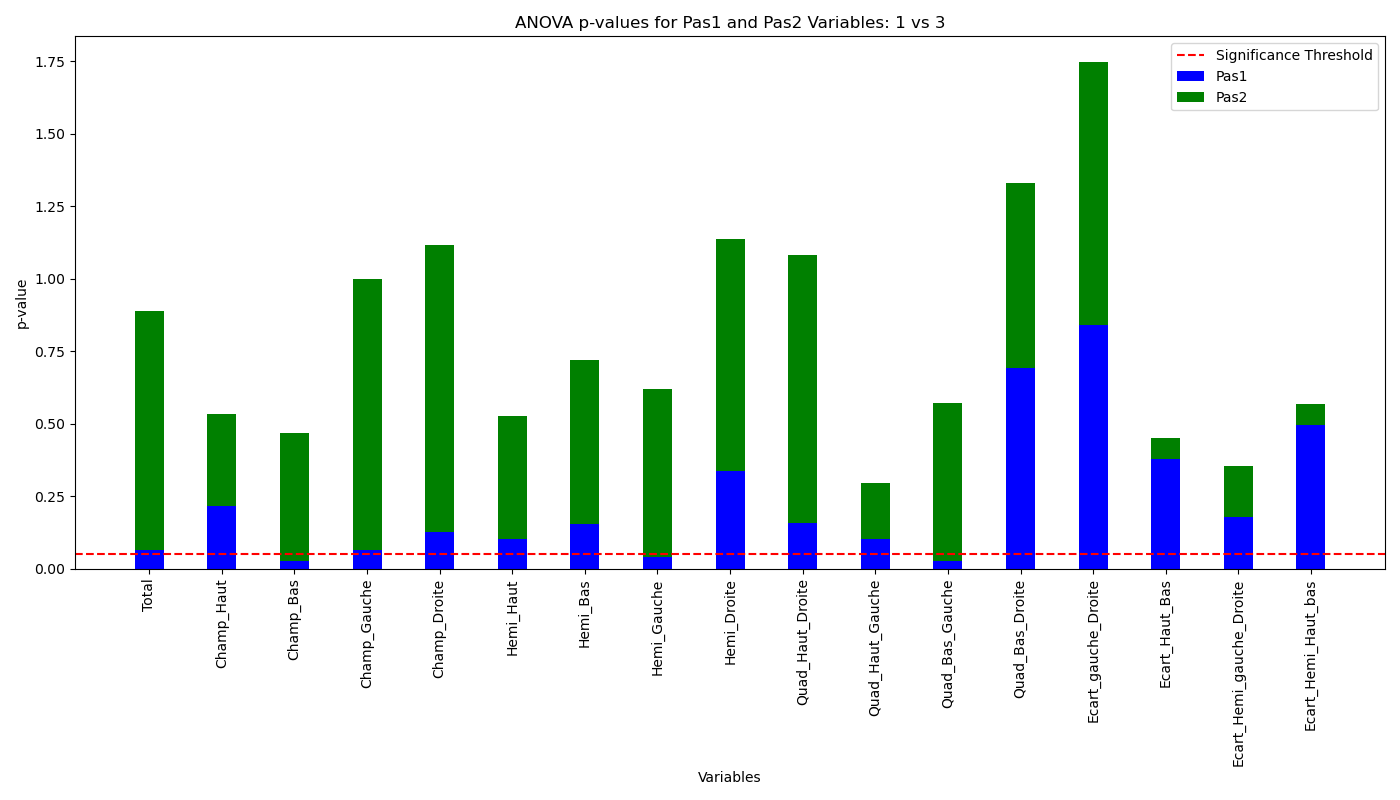 ANOVA p-values for Pas1 and Pas2 Variables: 1 vs 3
Significance Threshold
Pas1
Pas2
p-value
1.75
1.50
1.25
1.00
0.75
0.50
0.25
0.00
Total
Champ_Haut
Champ_Bas
Champ_Gauche
Champ_Droite
Hemi_Haut
Hemi_Bas
Hemi_Gauche
Hemi_Droite
Quad_Haut_Droite
Quad_Haut_Gauche
Quad_Bas_Gauche
Quad_Bas_Droite
Ecart_gauche_Droite
Ecart_Haut_Bas
Ecart_Hemi_gauche_Droite
Ecart_Hemi_Haut_bas
Variables